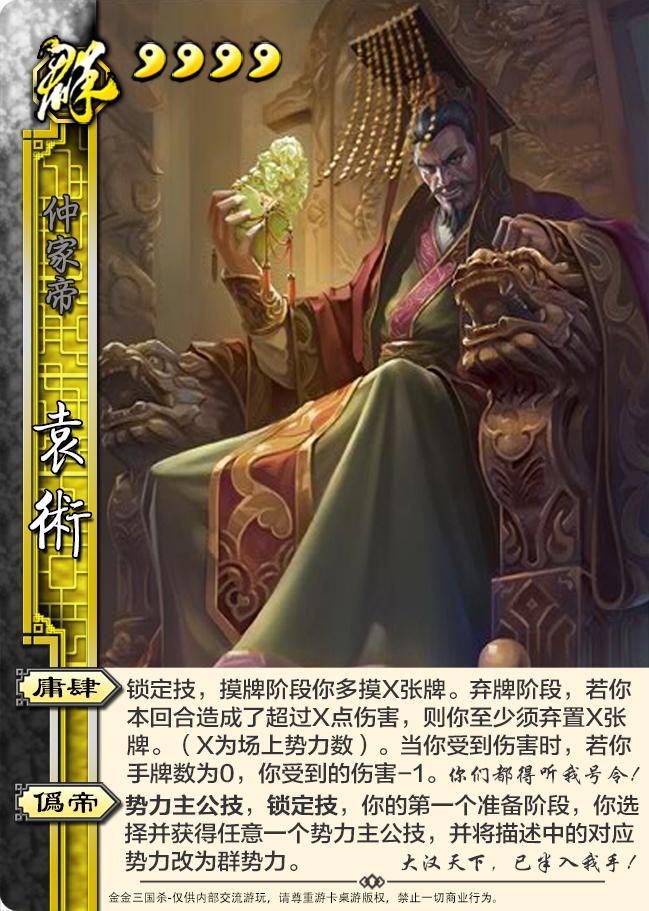 群
仲家帝
袁術
庸肆
锁定技，摸牌阶段你多摸X张牌。弃牌阶段，若你
本回合造成了超过X点伤害，则你至少须弃置X张
牌。（X为场上势力数）。当你受到伤害时，若你
手牌数为0，你受到的伤害-1。你们都得听我号令!
僞帝
势力主公技，锁定技，你的第一个准备阶段，你选
择并获得任意一个势力主公技，并将描述中的对应
势力改为群势力。 大汉天下，已半入我手！
金金三国杀-仅供内部交流游玩，请尊重游卡桌游版权，禁止一切商业行为。